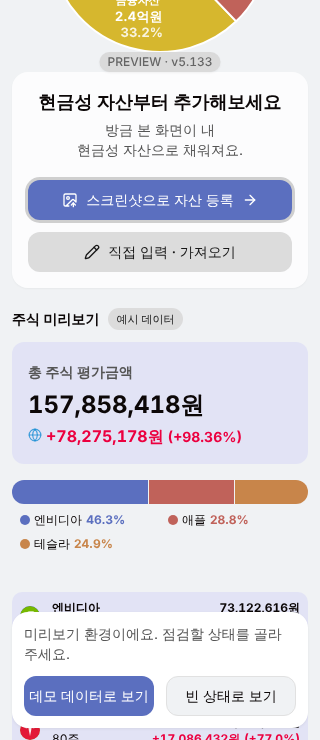 금융자산
2.4억원
33.2%
PREVIEW · v5.133
현금성 자산부터 추가해보세요
방금 본 화면이 내
현금성 자산으로 채워져요.
스크린샷으로 자산 등록
직접 입력 · 가져오기
주식 미리보기 예시 데이터
총 주식 평가금액
157,858,418원
+78,275,178원 (+98.36%)
엔비디아 46.3% 애플 28.8%
테슬라 24.9%
엔비디아 73,122,616원
미리보기 환경이에요. 점검할 상태를 골라
주세요.
데모 데이터로 보기 빈 상태로 보기
80주 +17,086,432원 (+77.0%)